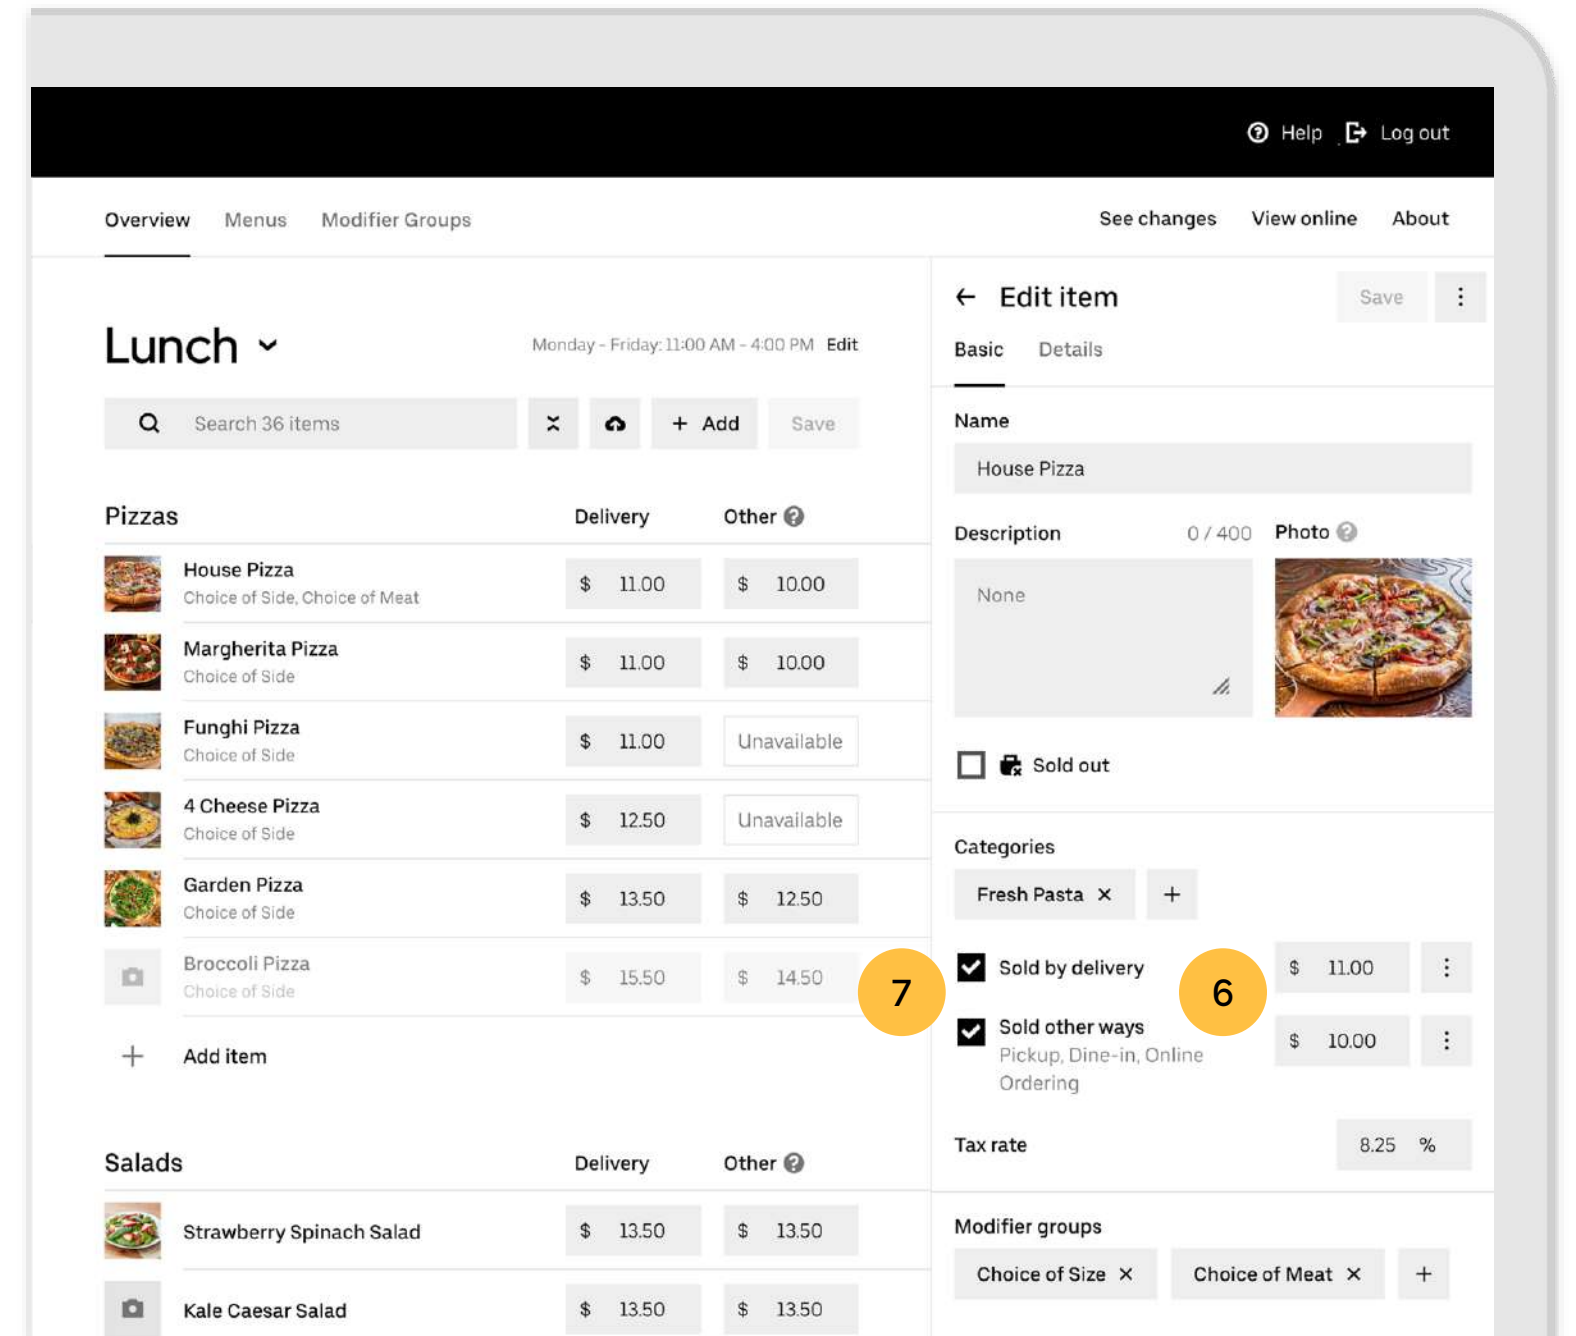 Help Log out
Overview Menus Modifier Groups See changes View online About
Lunch Monday - Friday: 11:00 AM - 4:00 PM Edit
Search 36 items + Add Save
Pizzas Delivery Other ?
House Pizza $ 11.00 $ 10.00
Choice of Side, Choice of Meat
Margherita Pizza $ 11.00 $ 10.00
Choice of Side
Funghi Pizza $ 11.00 Unavailable
Choice of Side
4 Cheese Pizza $ 12.50 Unavailable
Choice of Side
Garden Pizza $ 13.50 $ 12.50
Choice of Side
Broccoli Pizza $ 15.50 $ 14.50
Choice of Side
+ Add item
Salads Delivery Other ?
Strawberry Spinach Salad $ 13.50 $ 13.50
Kale Caesar Salad $ 13.50 $ 13.50
← Edit item Save
Basic Details
Name
House Pizza
Description 0 / 400 Photo ?
None
Sold out
Categories
Fresh Pasta × +
7 Sold by delivery 6 $ 11.00
Sold other ways $ 10.00
Pickup, Dine-in, Online
Ordering
Tax rate 8.25 %
Modifier groups
Choice of Size × Choice of Meat × +